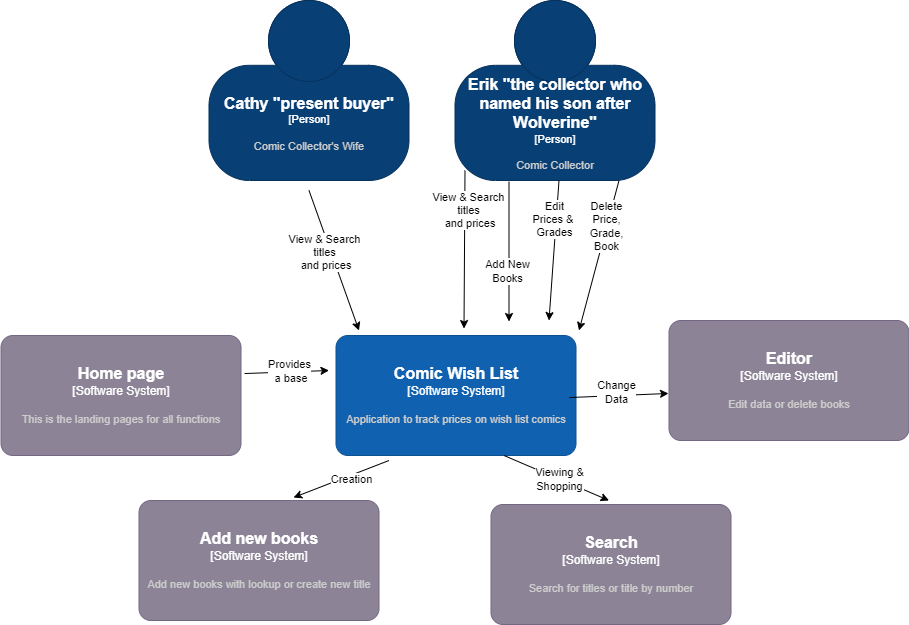 Cathy "present buyer"
[Person]
Comic Collector's Wife
Erik "the collector who
named his son after
Wolverine"
[Person]
Comic Collector
View & Search
titles
and prices
View & Search
titles
and prices
Add New
Books
Edit
Prices &
Grades
Delete
Price,
Grade,
Book
Home page
[Software System]
This is the landing pages for all functions
Provides
a base
Comic Wish List
[Software System]
Application to track prices on wish list comics
Change
Data
Editor
[Software System]
Edit data or delete books
Creation
Viewing &
Shopping
Add new books
[Software System]
Add new books with lookup or create new title
Search
[Software System]
Search for titles or title by number